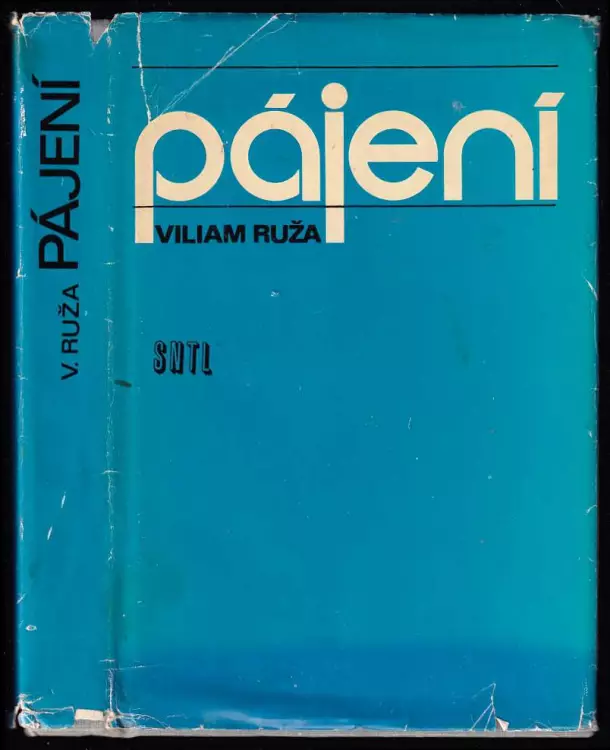 V. RUŽA PÁJENÍ
pájení
VILIAM RUŽA
SNTL